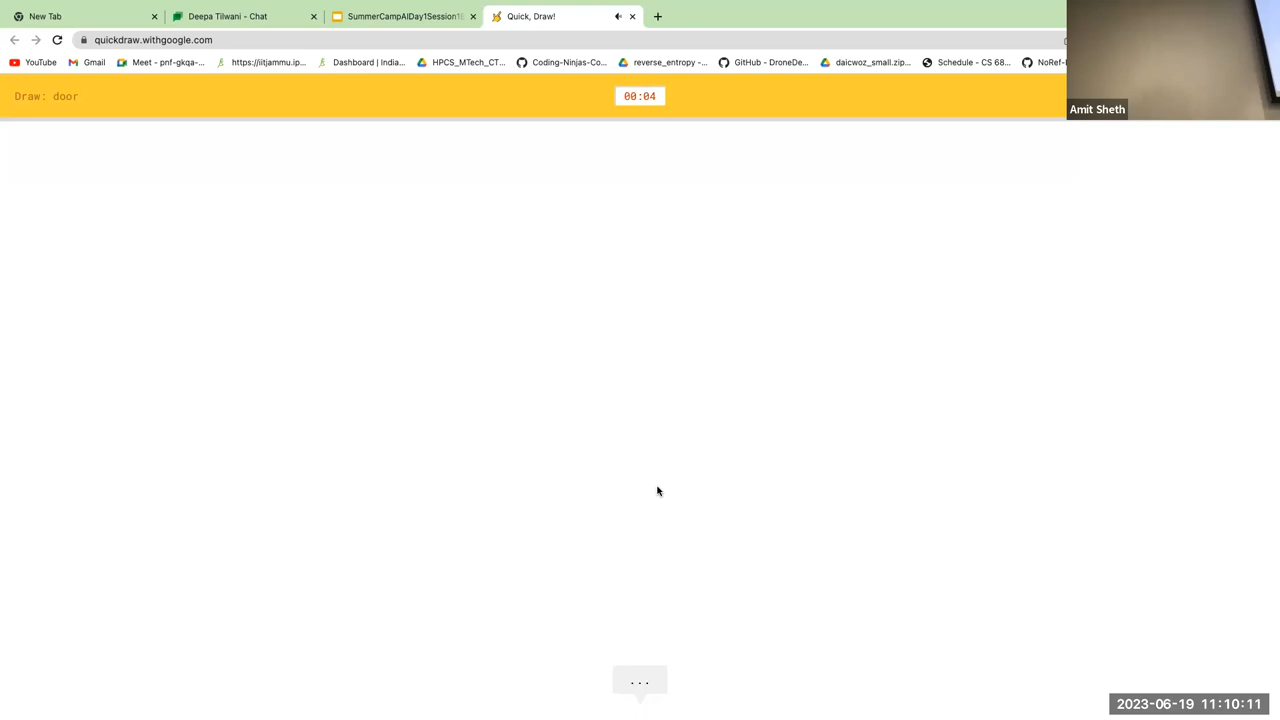 New Tab
Deepa Tilwani - Chat
SummerCampAIDay1Session1
Quick, Draw!
quickdraw.withgoogle.com
YouTube
Gmail
Meet - pnf-gkqa-...
https://iitjammu.ip...
Dashboard | India...
HPCS_MTech_CT...
Coding-Ninjas-Co...
reverse_entropy -...
GitHub - DroneDe...
daicwoz_small.zip...
Schedule - CS 68...
Draw: door
00:04
Amit Sheth
...
2023-06-19 11:10:11